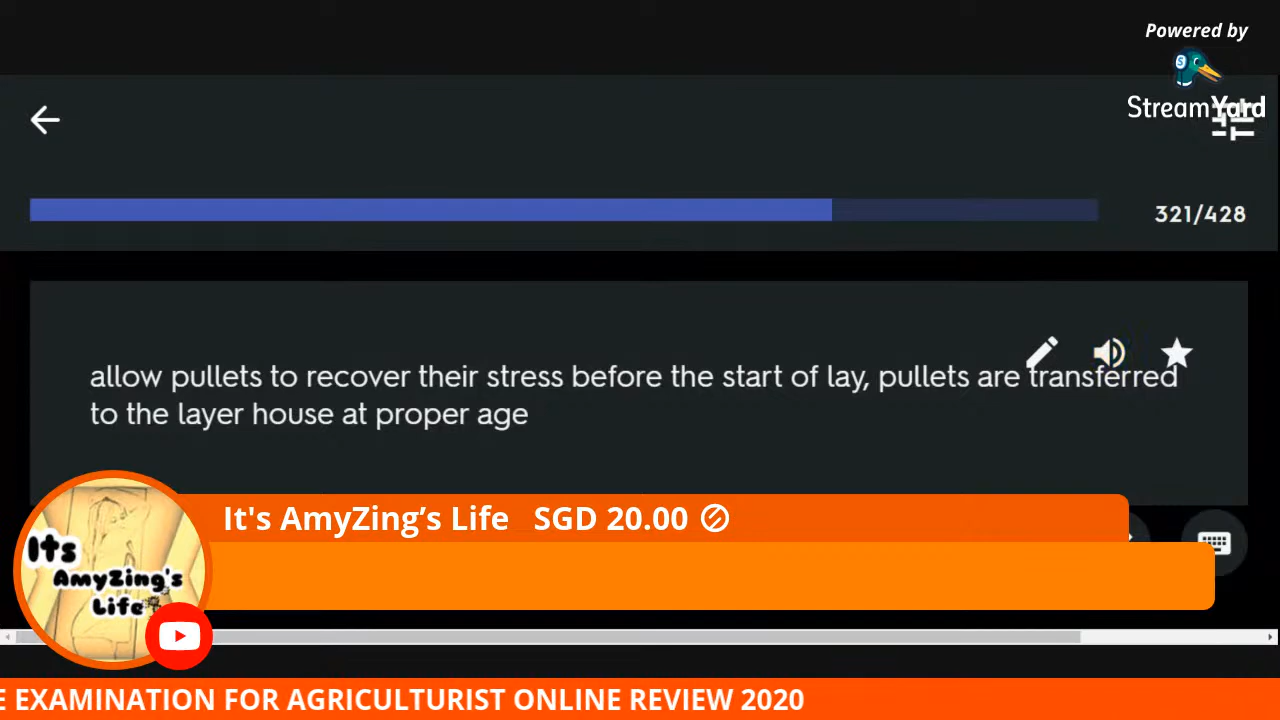 Powered by
StreamYard
321/428
allow pullets to recover their stress before the start of lay, pullets are transferred
to the layer house at proper age
It's AmyZing’s Life SGD 20.00
Its
AmyZing's
Life
E EXAMINATION FOR AGRICULTURIST ONLINE REVIEW 2020